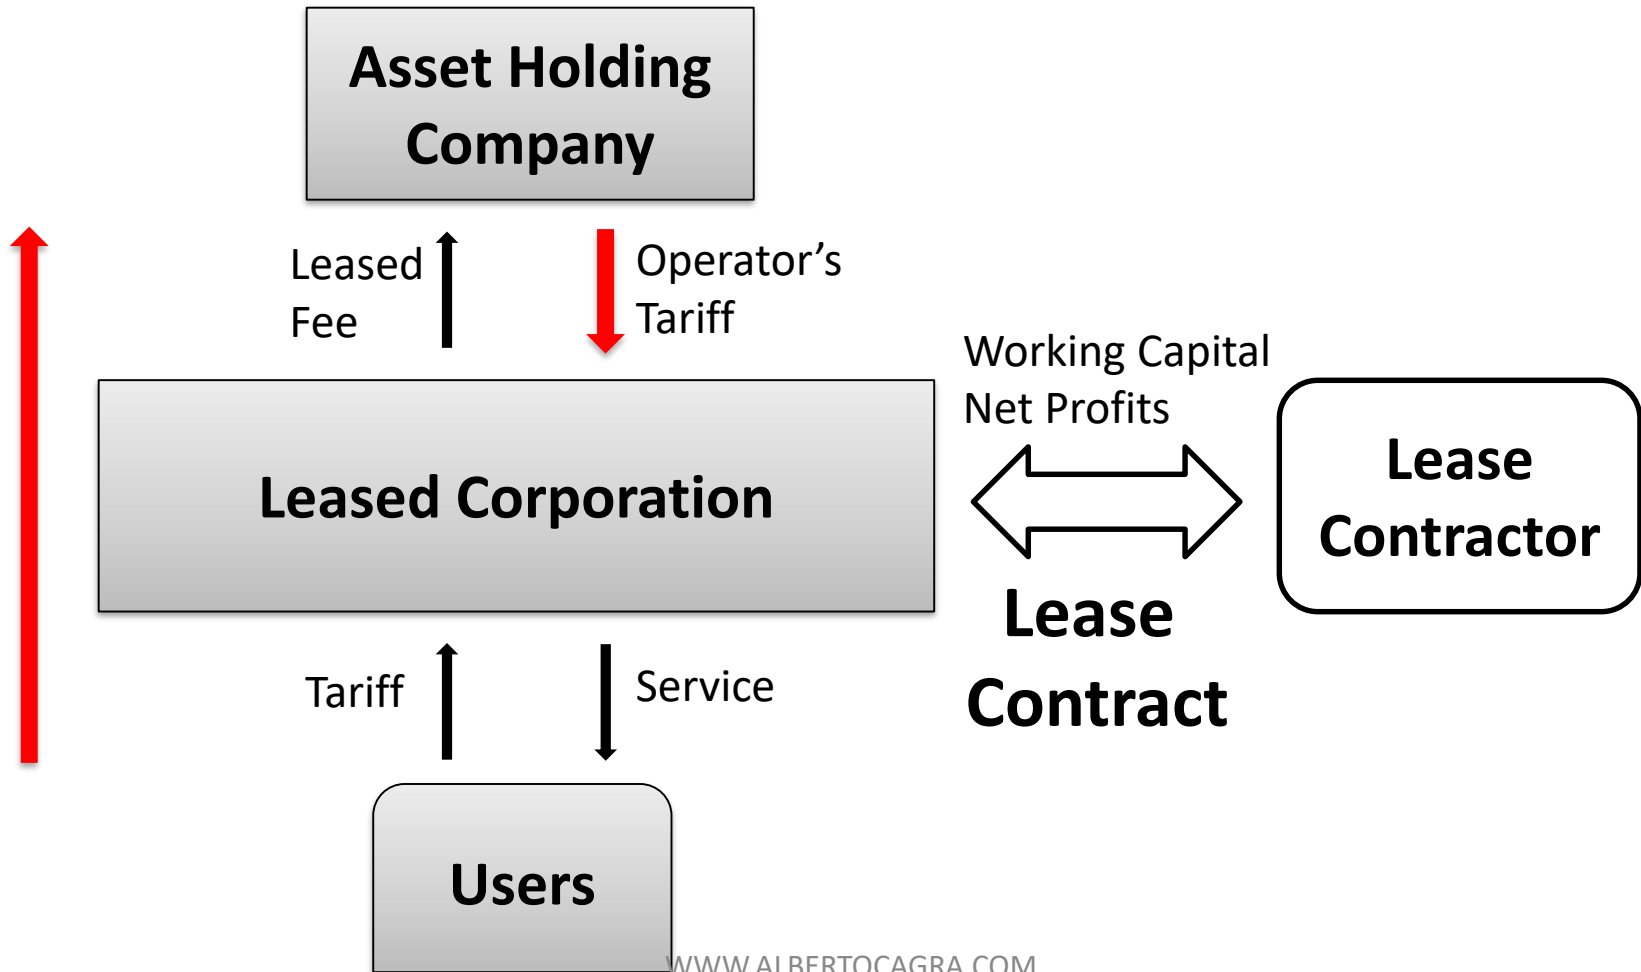 Asset Holding
Company
Leased
Fee
Operator’s
Tariff
Working Capital
Net Profits
Leased Corporation
Lease
Contractor
Lease
Contract
Tariff
Service
Users
WWW.ALBERTOCAGRA.COM